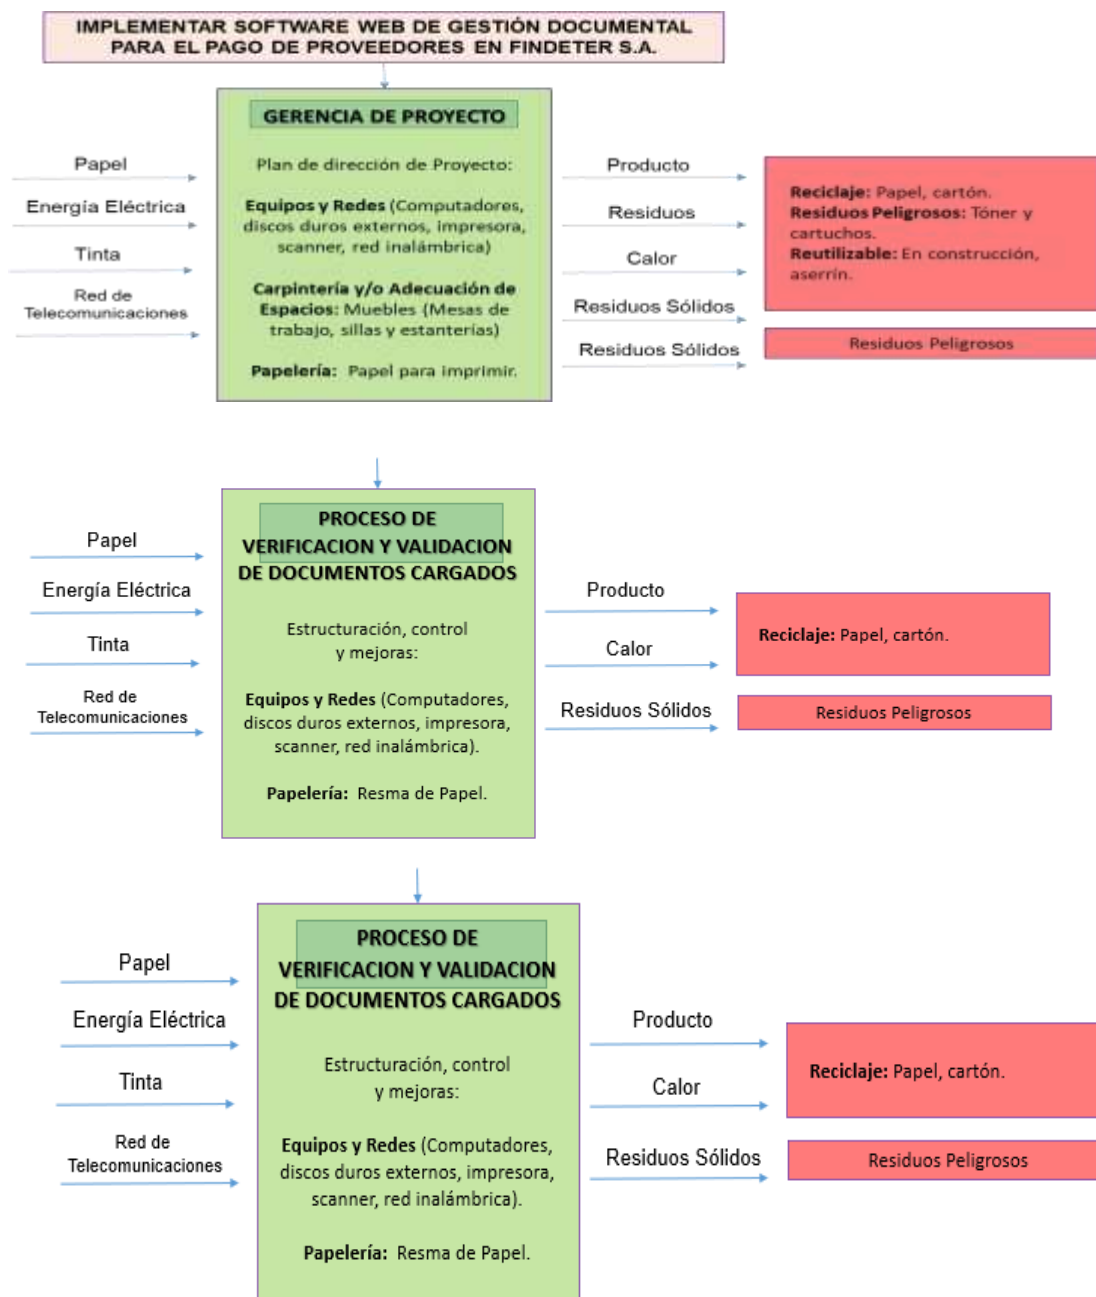 IMPLEMENTAR SOFTWARE WEB DE GESTIÓN DOCUMENTAL
PARA EL PAGO DE PROVEEDORES EN FINDETER S.A.
GERENCIA DE PROYECTO
Plan de dirección de Proyecto:
Equipos y Redes (Computadores,
discos duros externos, impresora,
scanner, red inalámbrica)
Carpintería y/o Adecuación de
Espacios: Muebles (Mesas de
trabajo, sillas y estanterías)
Papelería: Papel para imprimir.
Papel
Energía Eléctrica
Tinta
Red de
Telecomunicaciones
Producto
Residuos
Calor
Residuos Sólidos
Residuos Sólidos
Reciclaje: Papel, cartón.
Residuos Peligrosos: Tóner y
cartuchos.
Reutilizable: En construcción,
aserrín.
Residuos Peligrosos
PROCESO DE
VERIFICACION Y VALIDACION
DE DOCUMENTOS CARGADOS
Estructuración, control
y mejoras:
Equipos y Redes (Computadores,
discos duros externos, impresora,
scanner, red inalámbrica).
Papelería: Resma de Papel.
Papel
Energía Eléctrica
Tinta
Red de
Telecomunicaciones
Producto
Calor
Residuos Sólidos
Reciclaje: Papel, cartón.
Residuos Peligrosos
PROCESO DE
VERIFICACION Y VALIDACION
DE DOCUMENTOS CARGADOS
Estructuración, control
y mejoras:
Equipos y Redes (Computadores,
discos duros externos, impresora,
scanner, red inalámbrica).
Papelería: Resma de Papel.
Papel
Energía Eléctrica
Tinta
Red de
Telecomunicaciones
Producto
Calor
Residuos Sólidos
Reciclaje: Papel, cartón.
Residuos Peligrosos